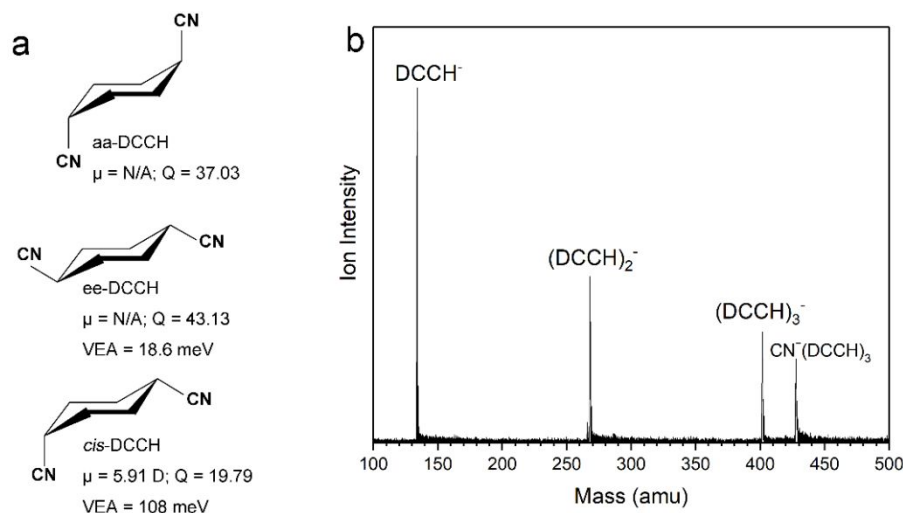 a
CN
CN
aa-DCCH
μ = N/A; Q = 37.03
CN
CN
ee-DCCH
μ = N/A; Q = 43.13
VEA = 18.6 meV
CN
CN
cis-DCCH
μ = 5.91 D; Q = 19.79
VEA = 108 meV
b
DCCH⁻
(DCCH)₂⁻
(DCCH)₃⁻
CN⁻(DCCH)₃
Ion Intensity
100 150 200 250 300 350 400 450 500
Mass (amu)